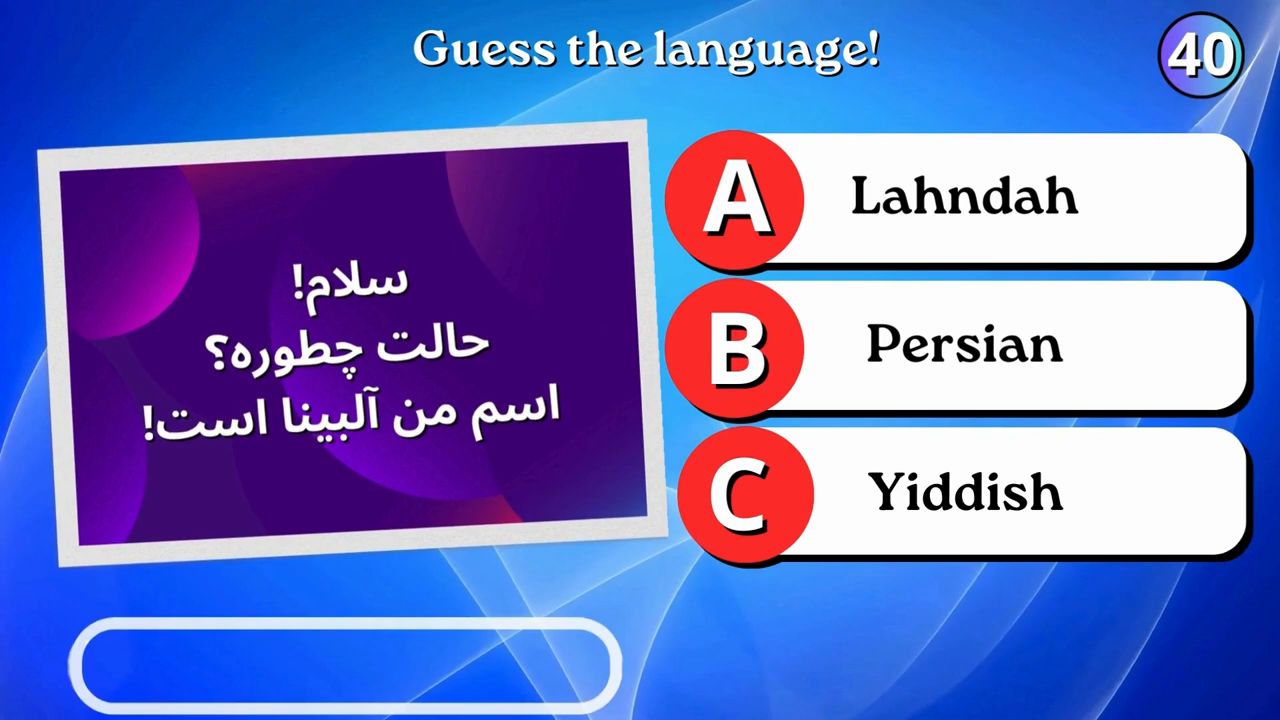 Guess the language!
40
سلام!
حالت چطوره؟
اسم من آلبینا است!
A
Lahndah
B
Persian
C
Yiddish